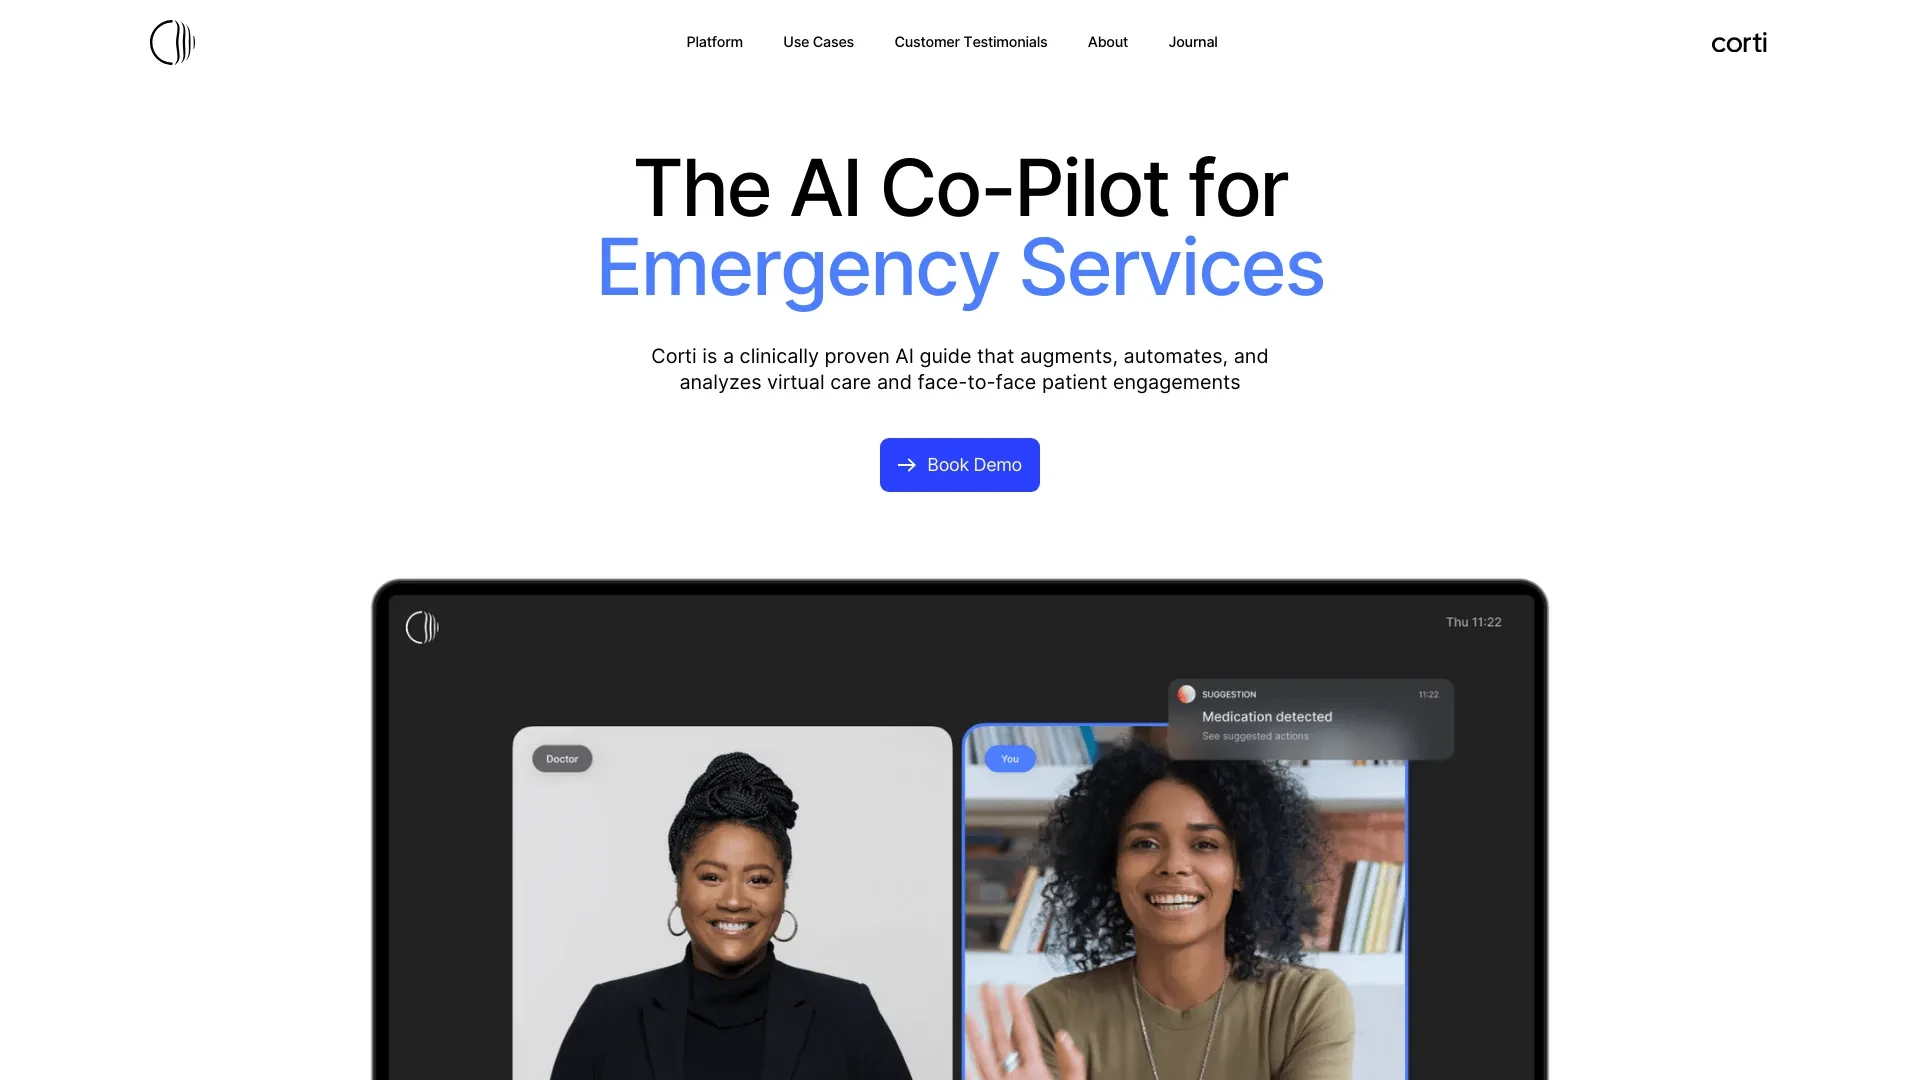 Platform
Use Cases
Customer Testimonials
About
Journal
corti
The AI Co-Pilot for
Emergency Services
Corti is a clinically proven AI guide that augments, automates, and
analyzes virtual care and face-to-face patient engagements
→ Book Demo
Thu 11:22
SUGGESTION 11:22
Medication detected
See suggested actions
Doctor
You